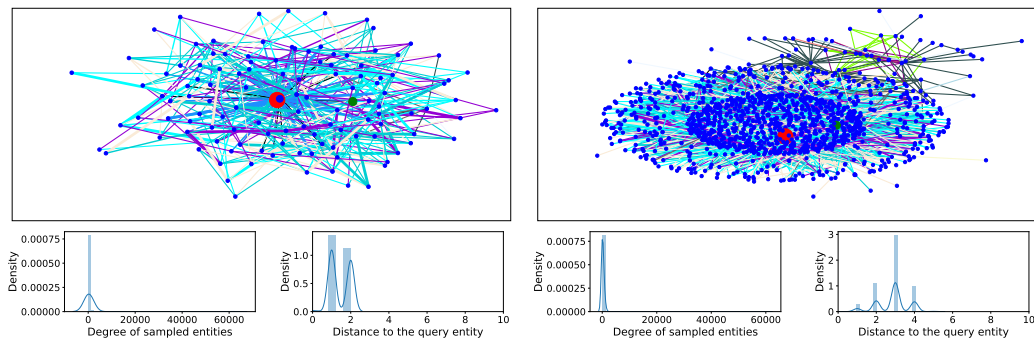 0.00075
0.00050
0.00025
0.00000
Density
0 20000 40000 60000
Degree of sampled entities
1.0
0.5
0.0
Density
0 2 4 6 8 10
Distance to the query entity
0.00075
0.00050
0.00025
0.00000
Density
0 20000 40000 60000
Degree of sampled entities
3
2
1
0
Density
0 2 4 6 8 10
Distance to the query entity